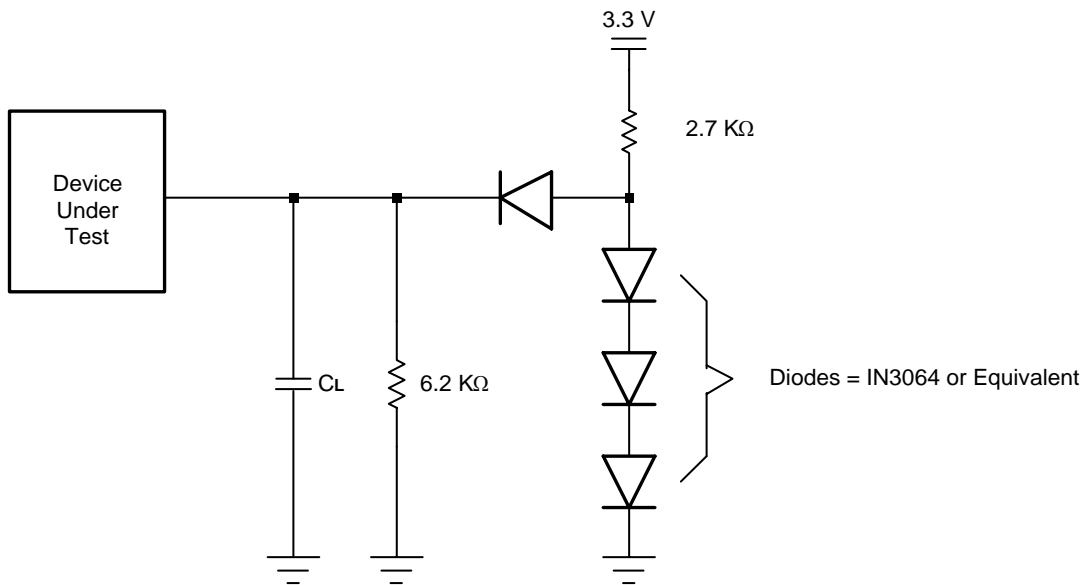 3.3 V
2.7 KΩ
Device
Under
Test
CL
6.2 KΩ
Diodes = IN3064 or Equivalent